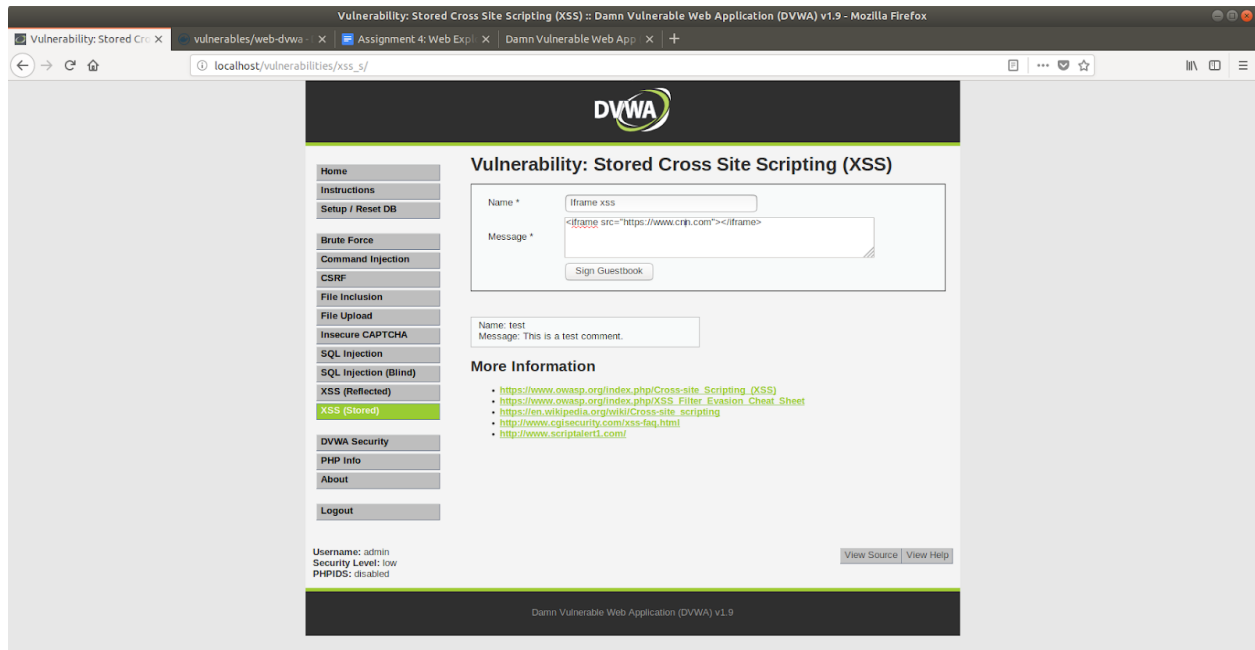 Vulnerability: Stored Cross Site Scripting (XSS) :: Damn Vulnerable Web Application (DVWA) v1.9 - Mozilla Firefox
Vulnerability: Stored Cro
vulnerables/web-dvwa -
Assignment 4: Web Expl
Damn Vulnerable Web App
localhost/vulnerabilities/xss_s/
DVWA
Home
Instructions
Setup / Reset DB
Brute Force
Command Injection
CSRF
File Inclusion
File Upload
Insecure CAPTCHA
SQL Injection
SQL Injection (Blind)
XSS (Reflected)
XSS (Stored)
DVWA Security
PHP Info
About
Logout
Vulnerability: Stored Cross Site Scripting (XSS)
Name *
Iframe xss
Message *
<iframe src="https://www.cnn.com"></iframe>
Sign Guestbook
Name: test
Message: This is a test comment.
More Information
• https://www.owasp.org/index.php/Cross-site_Scripting_(XSS)
• https://www.owasp.org/index.php/XSS_Filter_Evasion_Cheat_Sheet
• https://en.wikipedia.org/wiki/Cross-site_scripting
• http://www.cgisecurity.com/xss-faq.html
• http://www.scriptalert1.com/
Username: admin
Security Level: low
PHPIDS: disabled
View Source
View Help
Damn Vulnerable Web Application (DVWA) v1.9